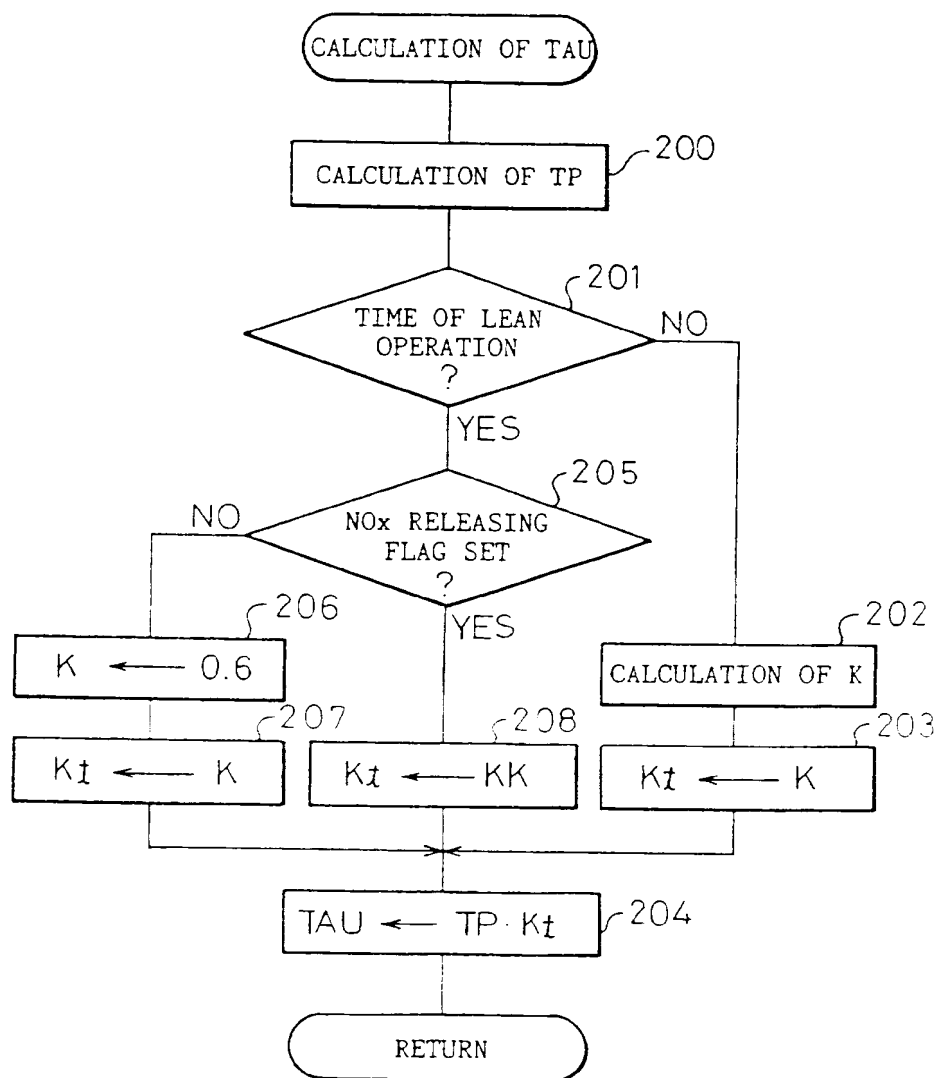 CALCULATION OF TAU
200
CALCULATION OF TP
201
TIME OF LEAN
OPERATION
?
NO
YES
205
NOx RELEASING
FLAG SET
?
NO
YES
206
K ← 0.6
202
CALCULATION OF K
207
Kt ← K
208
Kt ← KK
203
Kt ← K
204
TAU ← TP · Kt
RETURN